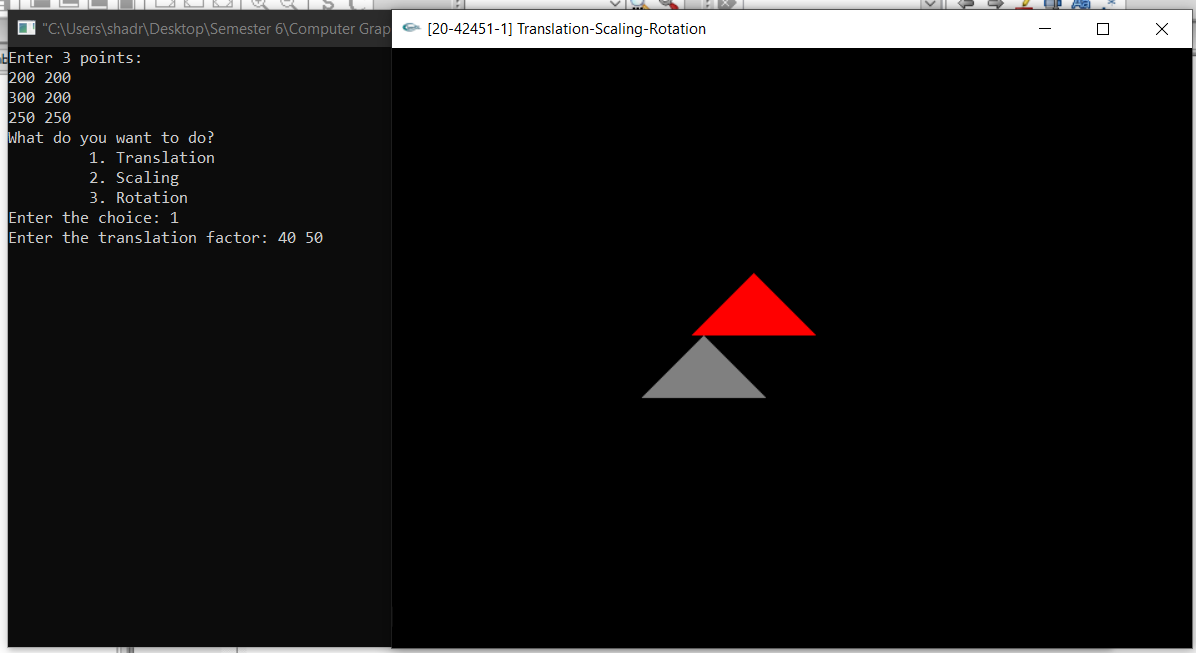 "C:\Users\shadr\Desktop\Semester 6\Computer Grap
[20-42451-1] Translation-Scaling-Rotation
Enter 3 points:
200 200
300 200
250 250
What do you want to do?
1. Translation
2. Scaling
3. Rotation
Enter the choice: 1
Enter the translation factor: 40 50